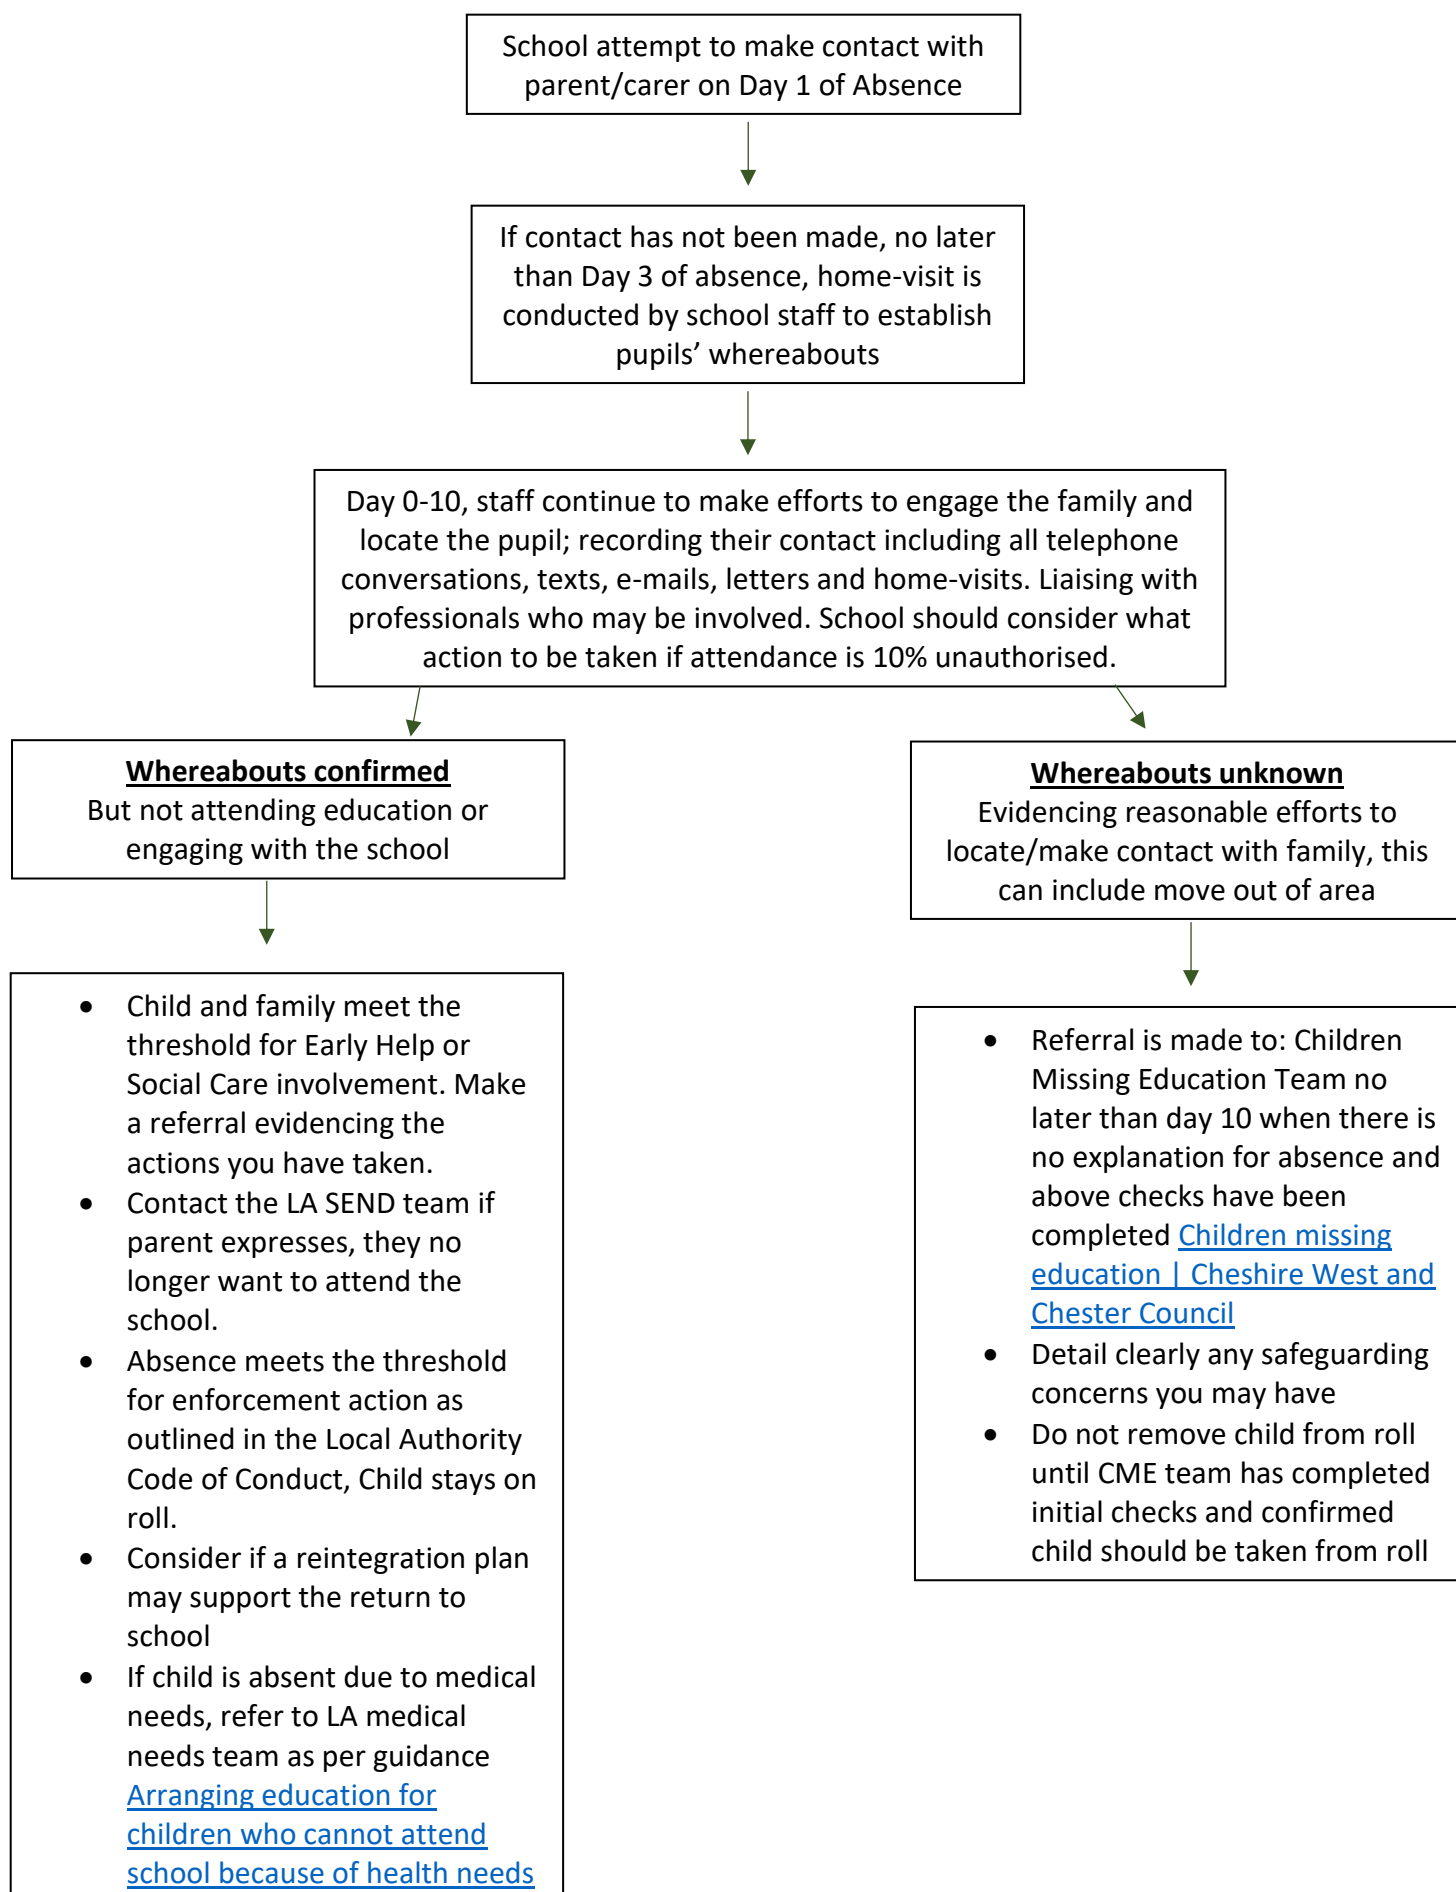 School attempt to make contact with
parent/carer on Day 1 of Absence
If contact has not been made, no later
than Day 3 of absence, home-visit is
conducted by school staff to establish
pupils’ whereabouts
Day 0-10, staff continue to make efforts to engage the family and
locate the pupil; recording their contact including all telephone
conversations, texts, e-mails, letters and home-visits. Liaising with
professionals who may be involved. School should consider what
action to be taken if attendance is 10% unauthorised.
Whereabouts confirmed
But not attending education or
engaging with the school
• Child and family meet the
threshold for Early Help or
Social Care involvement. Make
a referral evidencing the
actions you have taken.
• Contact the LA SEND team if
parent expresses, they no
longer want to attend the
school.
• Absence meets the threshold
for enforcement action as
outlined in the Local Authority
Code of Conduct, Child stays on
roll.
• Consider if a reintegration plan
may support the return to
school
• If child is absent due to medical
needs, refer to LA medical
needs team as per guidance
Arranging education for
children who cannot attend
school because of health needs
Whereabouts unknown
Evidencing reasonable efforts to
locate/make contact with family, this
can include move out of area
• Referral is made to: Children
Missing Education Team no
later than day 10 when there is
no explanation for absence and
above checks have been
completed Children missing
education | Cheshire West and
Chester Council
• Detail clearly any safeguarding
concerns you may have
• Do not remove child from roll
until CME team has completed
initial checks and confirmed
child should be taken from roll